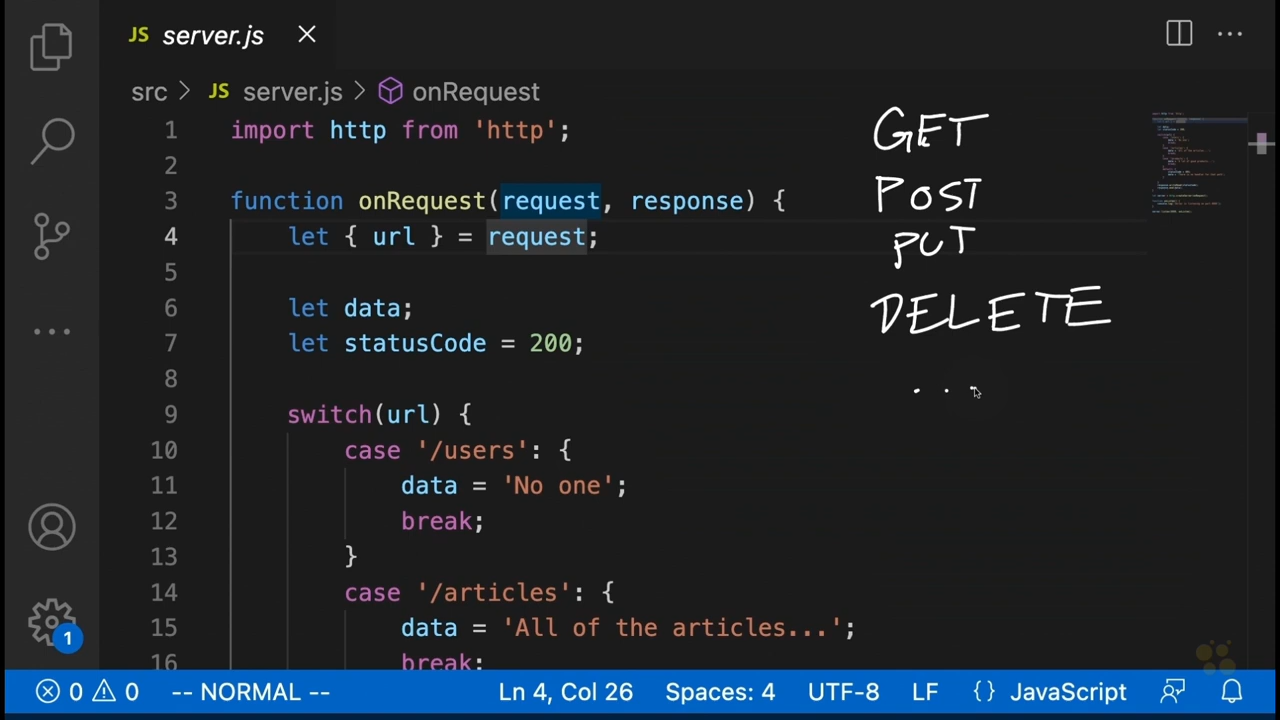 JS server.js
src > JS server.js > onRequest
1 import http from 'http';
2
3 function onRequest(request, response) {
4 let { url } = request;
5
6 let data;
7 let statusCode = 200;
8
9 switch(url) {
10 case '/users': {
11 data = 'No one';
12 break;
13 }
14 case '/articles': {
15 data = 'All of the articles...';
16 break;
GET
POST
PUT
DELETE
...
1
0 0 -- NORMAL -- Ln 4, Col 26 Spaces: 4 UTF-8 LF {} JavaScript